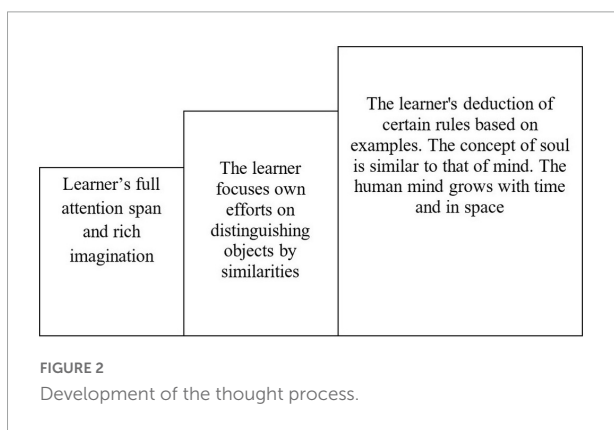 Learner’s full
attention span
and rich
imagination
The learner
focuses own
efforts on
distinguishing
objects by
similarities
The learner's deduction of
certain rules based on
examples. The concept of soul
is similar to that of mind. The
human mind grows with time
and in space
FIGURE 2
Development of the thought process.